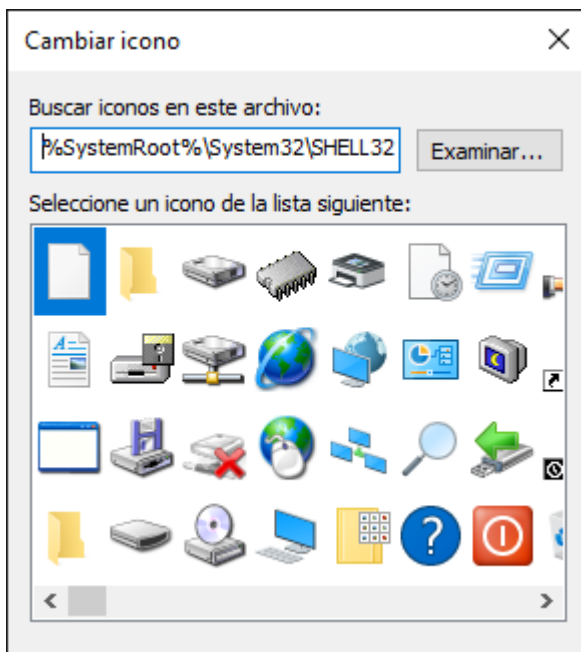 Cambiar icono
Buscar iconos en este archivo:
%SystemRoot%\System32\SHELL32
Examinar...
Seleccione un icono de la lista siguiente: